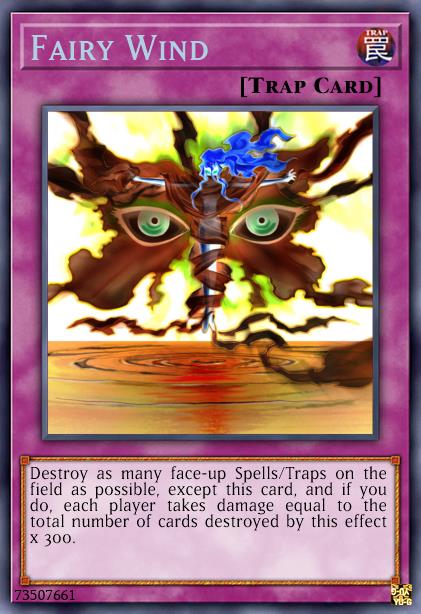 Fairy Wind
TRAP
罠
[Trap Card]
Destroy as many face-up Spells/Traps on the
field as possible, except this card, and if you
do, each player takes damage equal to the
total number of cards destroyed by this effect
x 300.
73507661